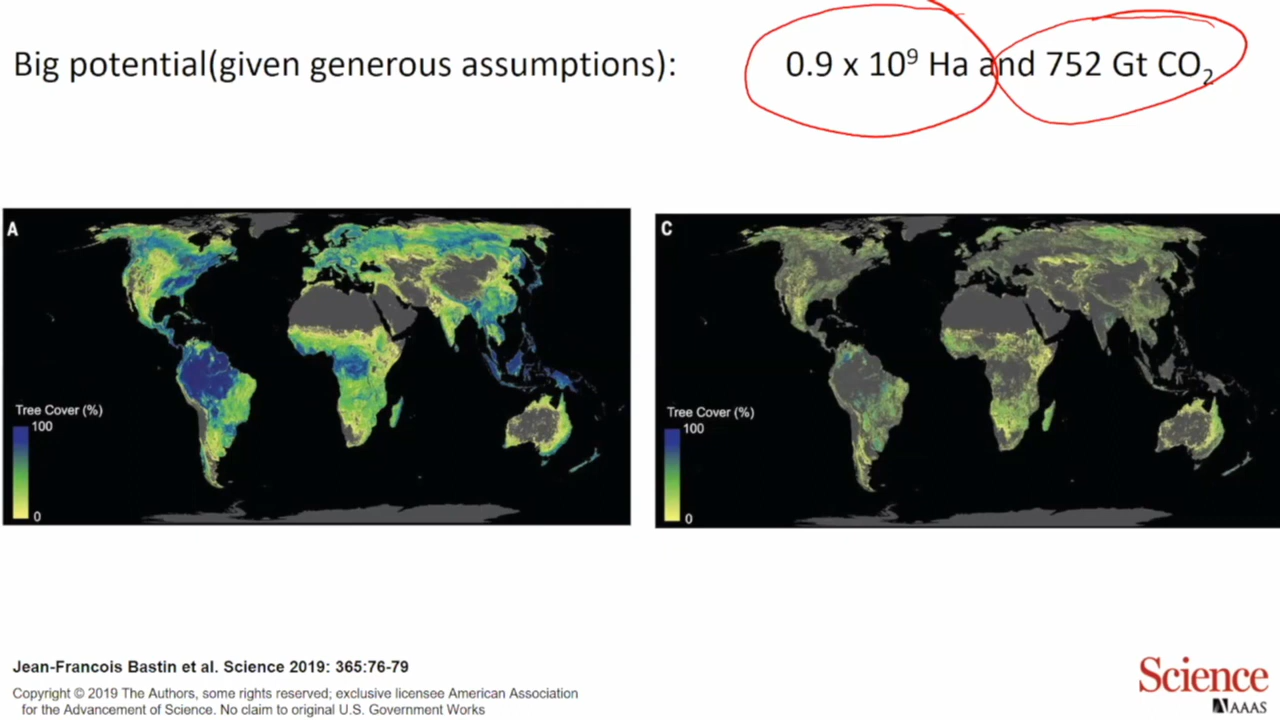 Big potential(given generous assumptions): 0.9 x 10⁹ Ha and 752 Gt CO₂
A
C
Tree Cover (%)
100
0
Tree Cover (%)
100
0
Jean-Francois Bastin et al. Science 2019: 365:76-79
Copyright © 2019 The Authors, some rights reserved; exclusive licensee American Association
for the Advancement of Science. No claim to original U.S. Government Works
Science
AAAS